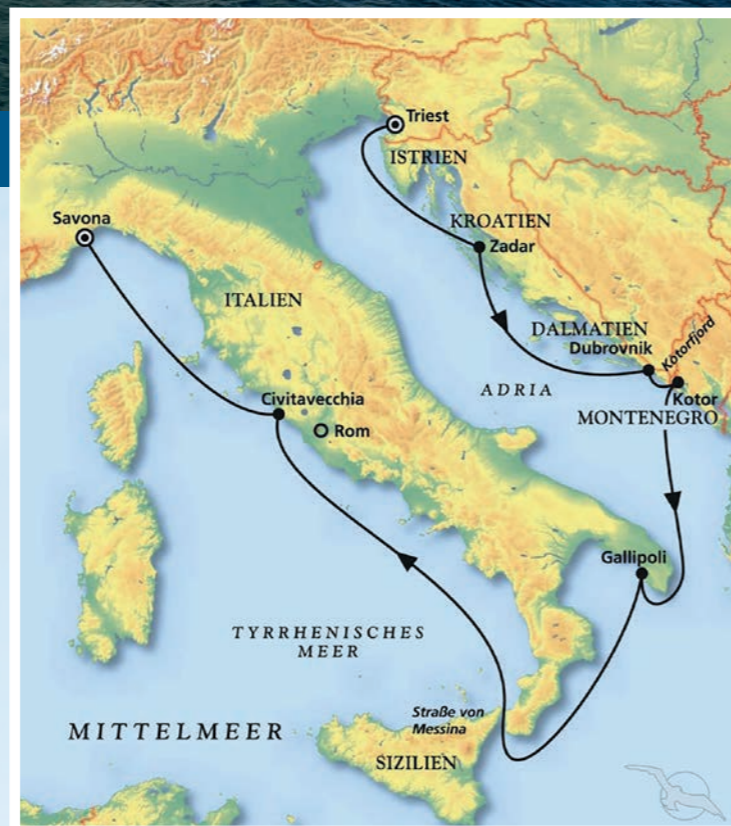 Triest
ISTRIEN
Savona
KROATIEN
Zadar
ITALIEN
DALMATIEN
Dubrovnik
Kotorfjord
ADRIA
Kotor
Civitavecchia
MONTENEGRO
Rom
Gallipoli
TYRRHENISCHES
MEER
Straße von
Messina
MITTELMEER
SIZILIEN